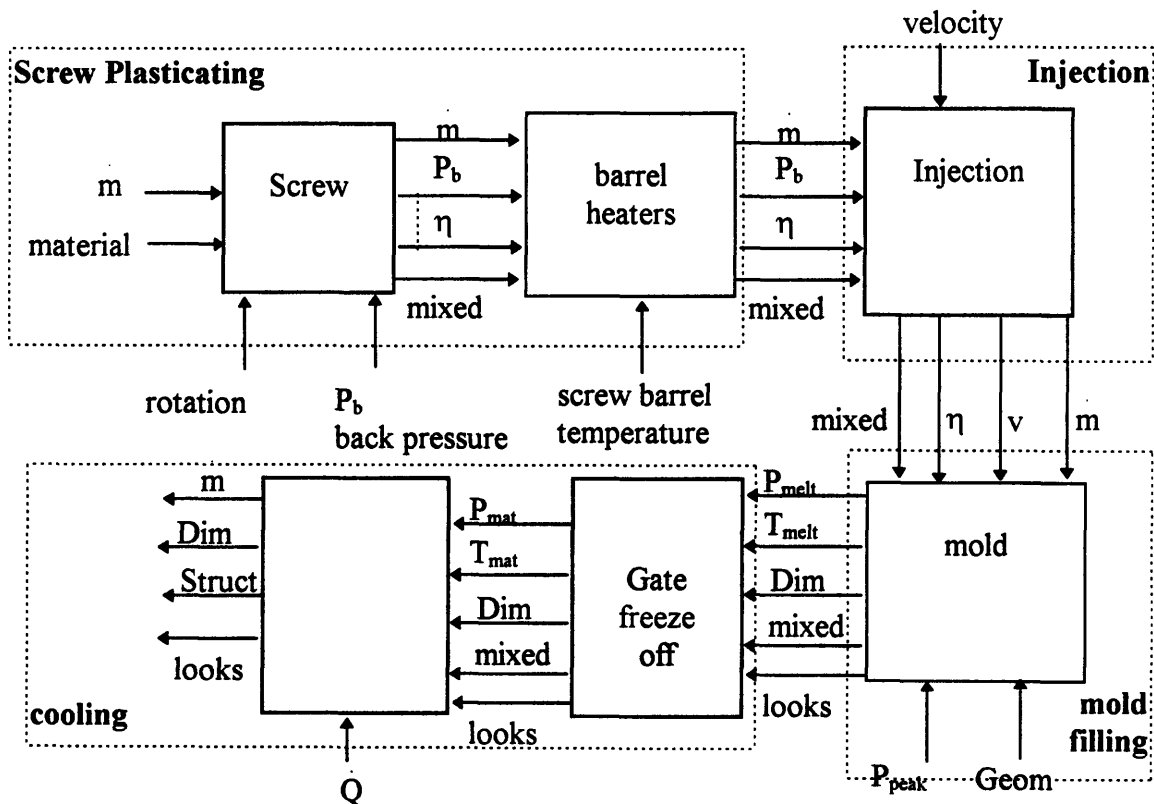 velocity
Screw Plasticating
Injection
m
material
Screw
m
P_b
η
mixed
barrel
heaters
m
P_b
η
mixed
Injection
rotation
P_b
back pressure
screw barrel
temperature
mixed
η
v
m
m
Dim
Struct
looks
cooling
P_mat
T_mat
Dim
mixed
looks
Gate
freeze
off
P_melt
T_melt
Dim
mixed
looks
mold
mold
filling
Q
P_peak
Geom